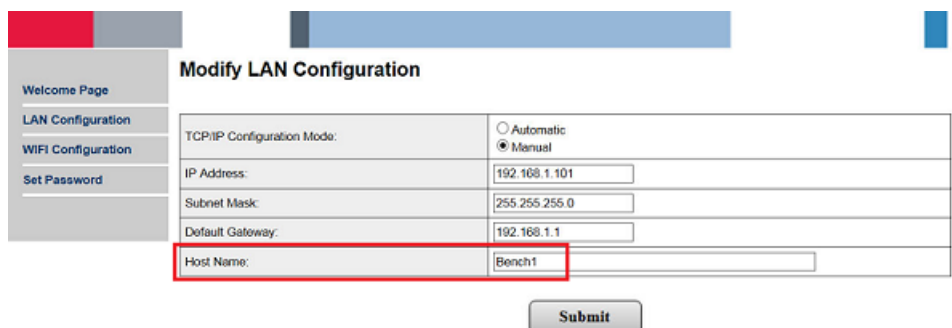 Modify LAN Configuration
Welcome Page
LAN Configuration
WIFI Configuration
Set Password
TCP/IP Configuration Mode:
Automatic
Manual
IP Address:
192.168.1.101
Subnet Mask:
255.255.255.0
Default Gateway:
192.168.1.1
Host Name:
Bench1
Submit